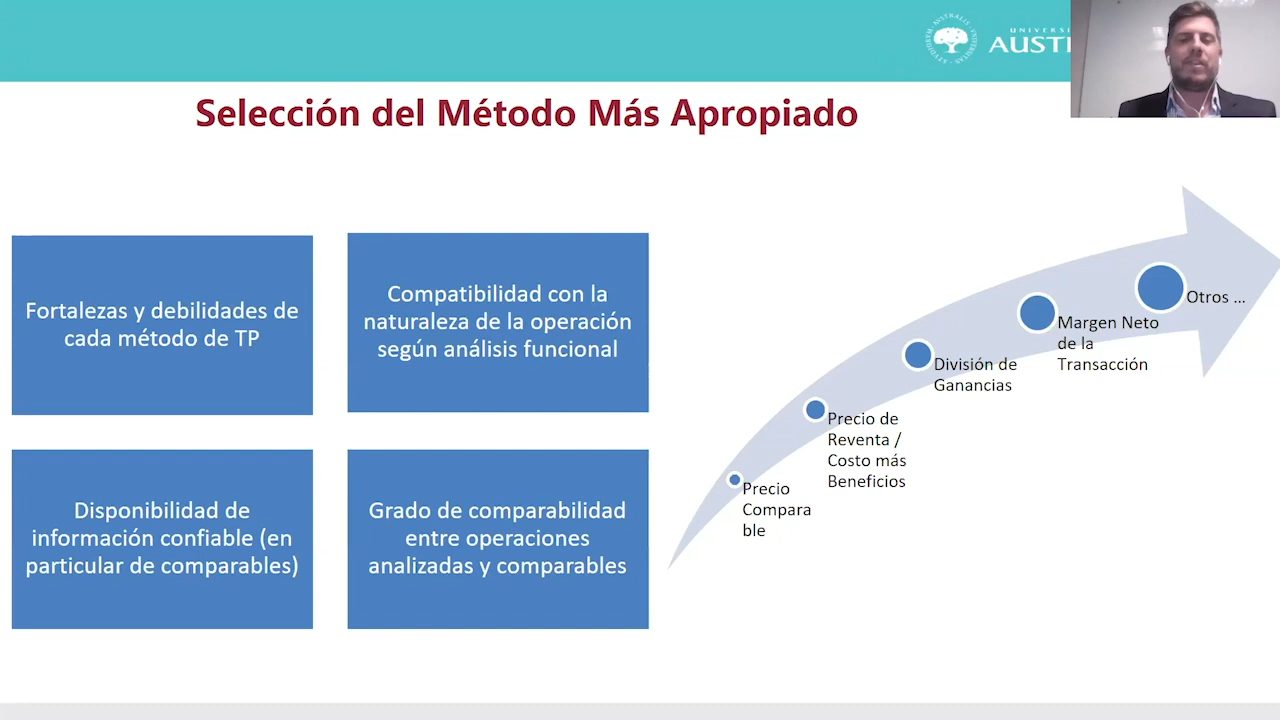 UNIVERS
AUST
Selección del Método Más Apropiado
Fortalezas y debilidades de
cada método de TP
Compatibilidad con la
naturaleza de la operación
según análisis funcional
Disponibilidad de
información confiable (en
particular de comparables)
Grado de comparabilidad
entre operaciones
analizadas y comparables
Precio
Compara
ble
Precio de
Reventa /
Costo más
Beneficios
División de
Ganancias
Margen Neto
de la
Transacción
Otros ...